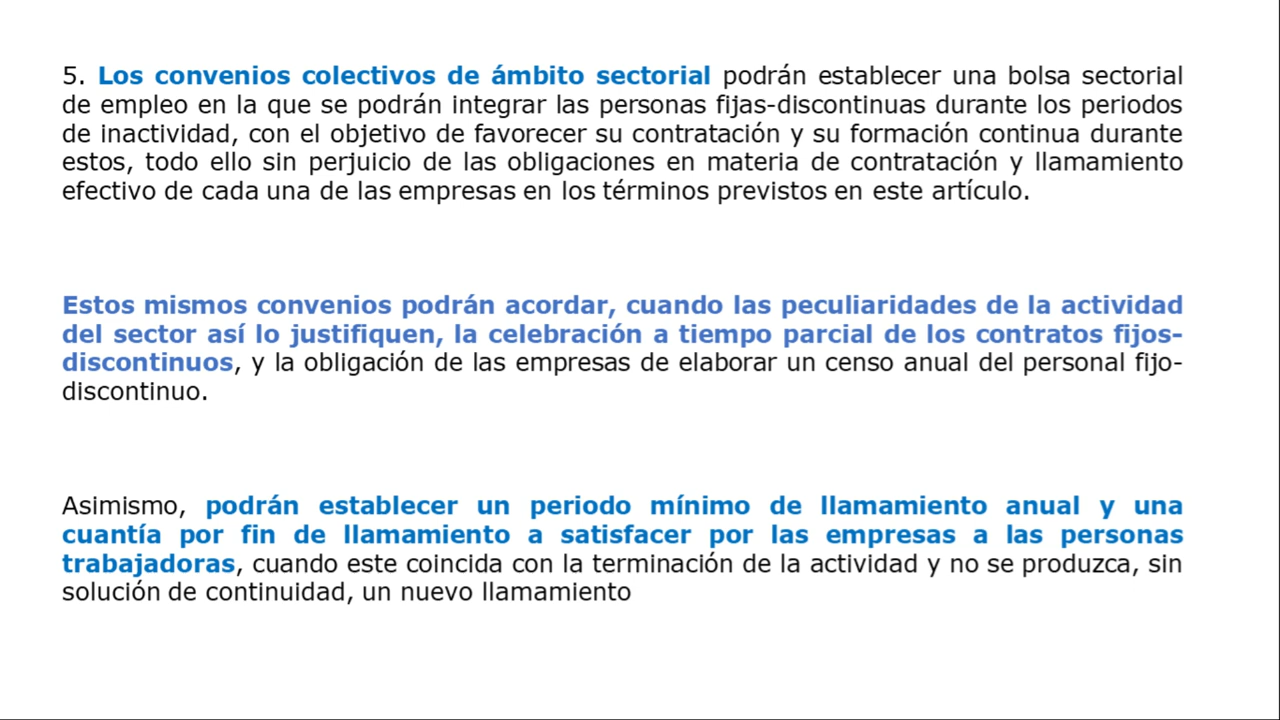 5. Los convenios colectivos de ámbito sectorial podrán establecer una bolsa sectorial
de empleo en la que se podrán integrar las personas fijas-discontinuas durante los periodos
de inactividad, con el objetivo de favorecer su contratación y su formación continua durante
estos, todo ello sin perjuicio de las obligaciones en materia de contratación y llamamiento
efectivo de cada una de las empresas en los términos previstos en este artículo.
Estos mismos convenios podrán acordar, cuando las peculiaridades de la actividad
del sector así lo justifiquen, la celebración a tiempo parcial de los contratos fijos-
discontinuos, y la obligación de las empresas de elaborar un censo anual del personal fijo-
discontinuo.
Asimismo, podrán establecer un periodo mínimo de llamamiento anual y una
cuantía por fin de llamamiento a satisfacer por las empresas a las personas
trabajadoras, cuando este coincida con la terminación de la actividad y no se produzca, sin
solución de continuidad, un nuevo llamamiento